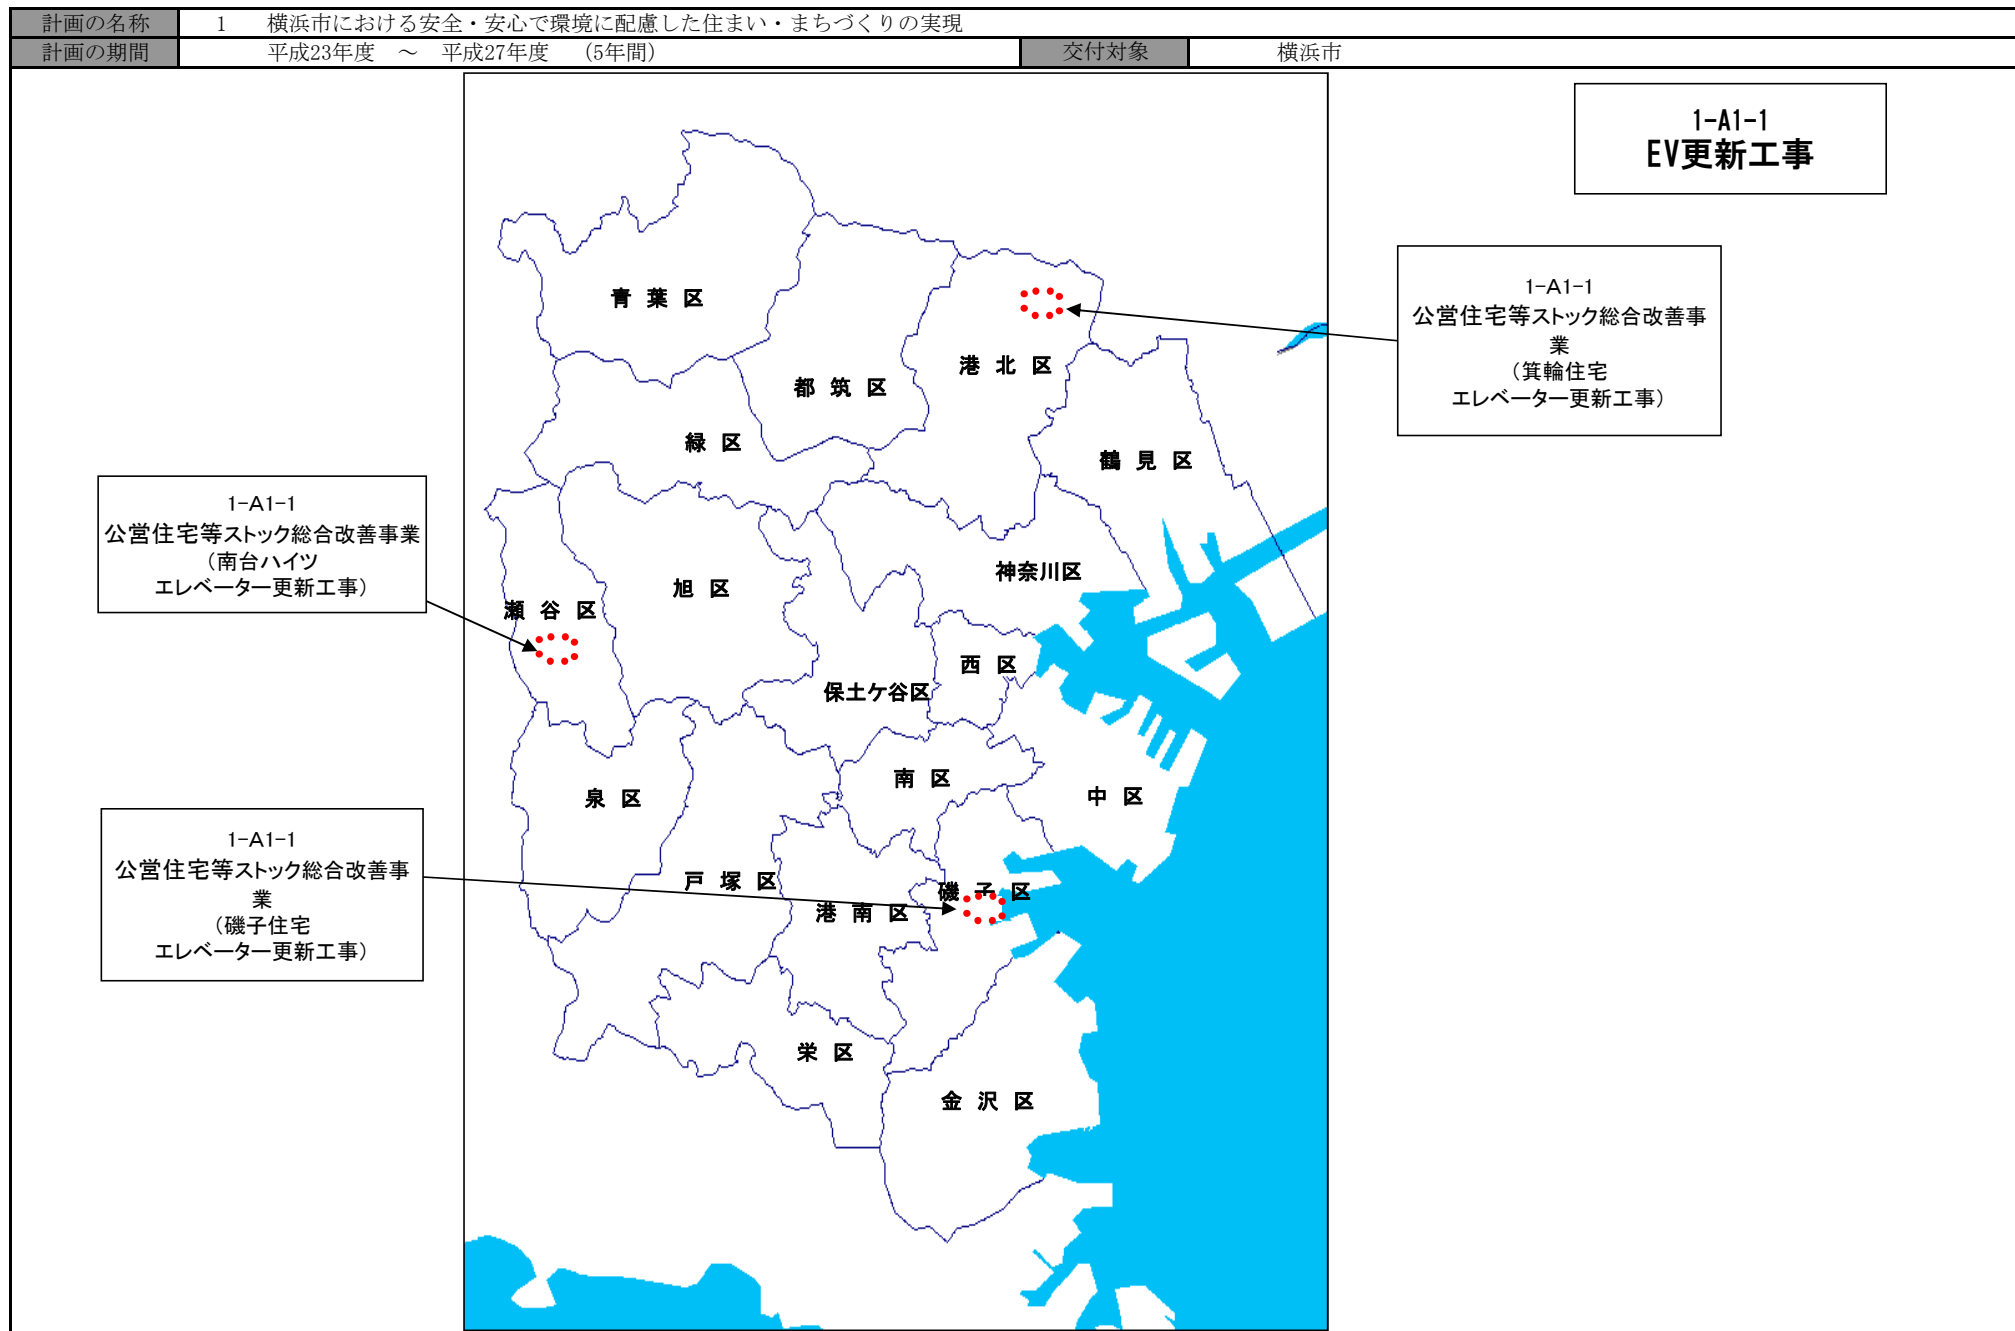 計画の名称 1 横浜市における安全・安心で環境に配慮した住まい・まちづくりの実現
計画の期間 平成23年度 ～ 平成27年度 (5年間) 交付対象 横浜市
1-A1-1
EV更新工事
1-A1-1
公営住宅等ストック総合改善事
業
(箕輪住宅
エレベーター更新工事)
1-A1-1
公営住宅等ストック総合改善事業
(南台ハイツ
エレベーター更新工事)
1-A1-1
公営住宅等ストック総合改善事
業
(磯子住宅
エレベーター更新工事)
青葉区
港北区
都筑区
緑区
鶴見区
神奈川区
旭区
瀬谷区
西区
保土ケ谷区
南区
中区
泉区
戸塚区
磯子区
港南区
栄区
金沢区